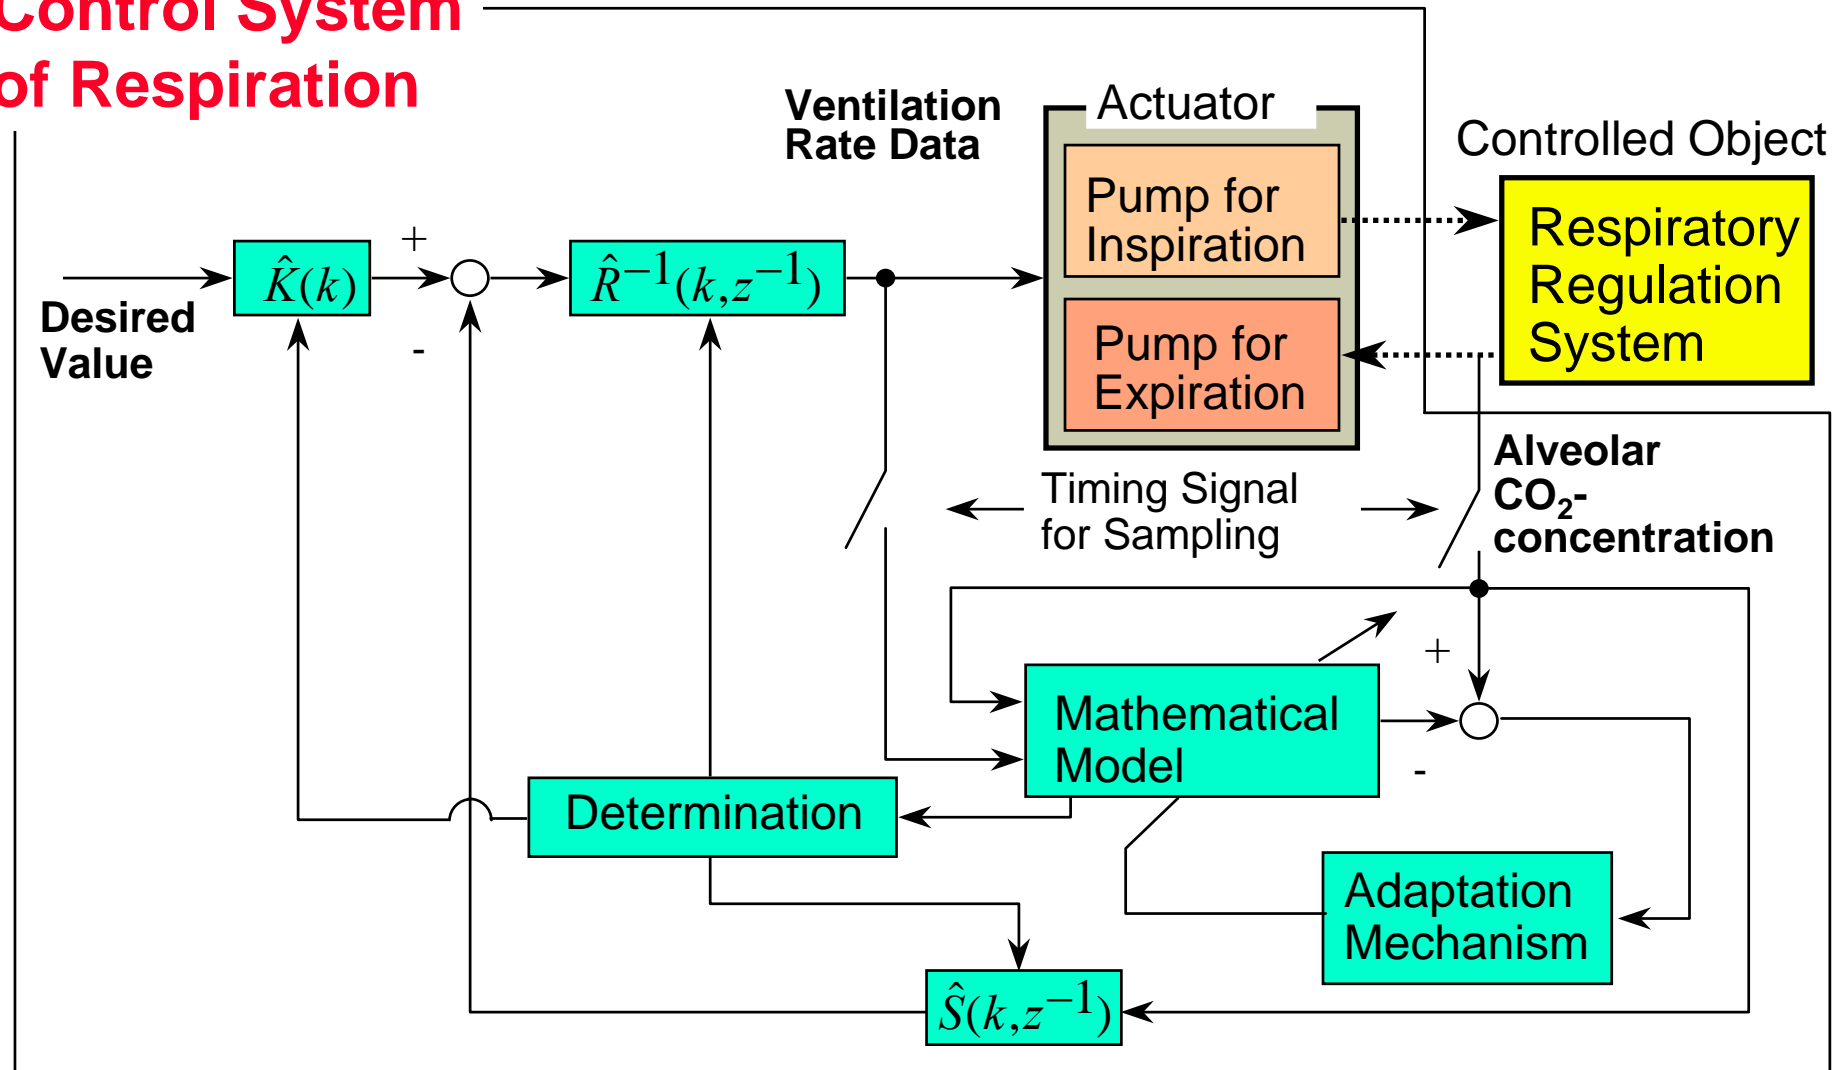 Control System
of Respiration
Ventilation
Rate Data
Actuator
Controlled Object
Pump for
Inspiration
Respiratory
Regulation
System
+
K̂(k)
R̂⁻¹(k,z⁻¹)
Desired
Value
-
Pump for
Expiration
Alveolar
CO₂-
concentration
Timing Signal
for Sampling
+
Mathematical
Model
-
Determination
Adaptation
Mechanism
Ŝ(k,z⁻¹)